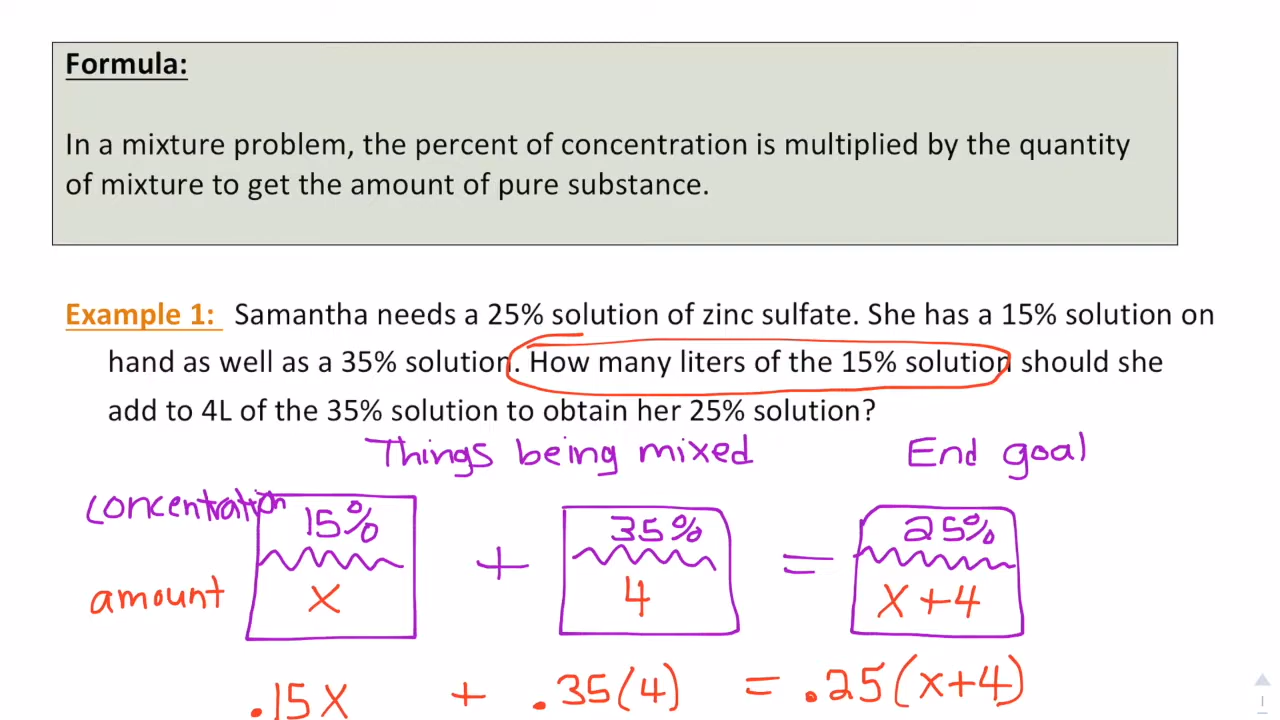 Formula:
In a mixture problem, the percent of concentration is multiplied by the quantity
of mixture to get the amount of pure substance.
Example 1: Samantha needs a 25% solution of zinc sulfate. She has a 15% solution on
hand as well as a 35% solution. How many liters of the 15% solution should she
add to 4L of the 35% solution to obtain her 25% solution?
Things being mixed End goal
concentration 15% 35% 25%
+ =
amount x 4 x+4
.15x + .35(4) = .25(x+4)